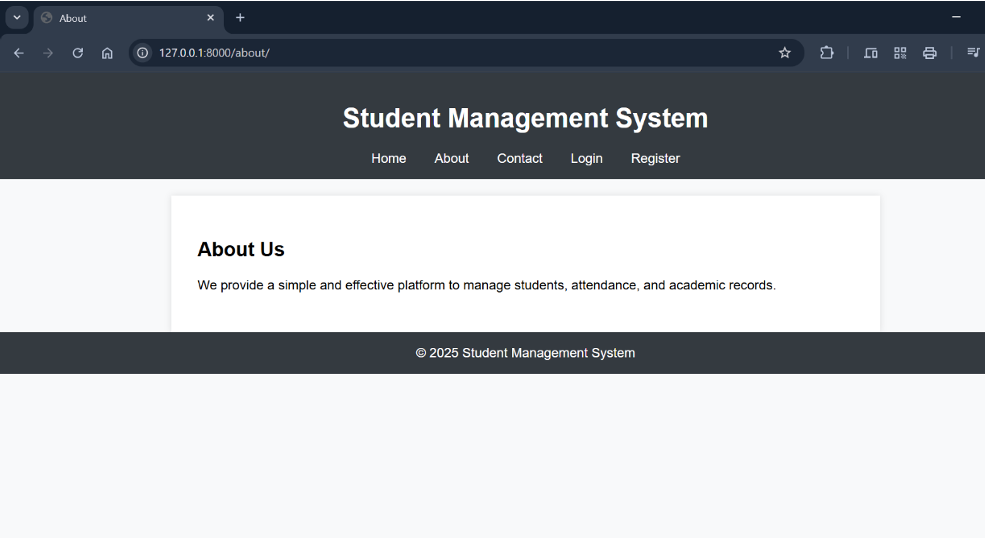 About
127.0.0.1:8000/about/
Student Management System
Home About Contact Login Register
About Us
We provide a simple and effective platform to manage students, attendance, and academic records.
© 2025 Student Management System